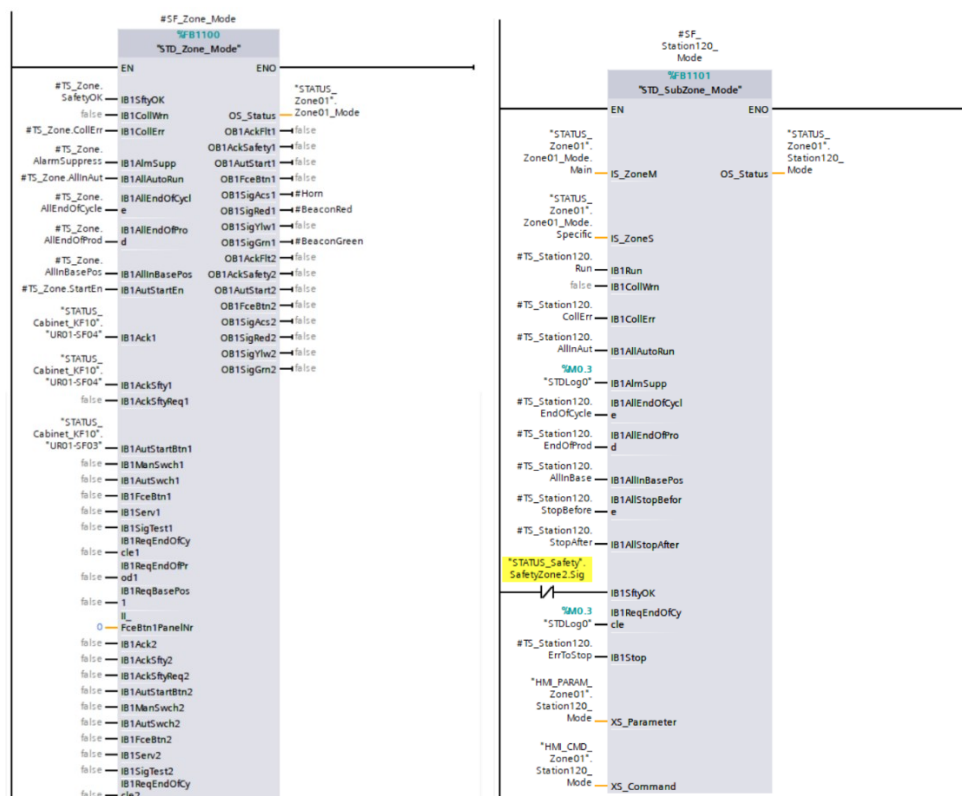 #SF_Zone_Mode
%FB1100
"STD_Zone_Mode"
EN
ENO
#TS_Zone.
SafetyOK
IB1SftyOK
false
IB1CollWrn
#TS_Zone.CollErr
IB1CollErr
#TS_Zone.
AlarmSuppress
IB1AlmSupp
#TS_Zone.AllInAut
IB1AllAutoRun
#TS_Zone.
AllEndOfCycle
IB1AllEndOfCycl
e
#TS_Zone.
AllEndOfProd
IB1AllEndOfPro
d
#TS_Zone.
AllInBasePos
IB1AllInBasePos
#TS_Zone.StartEn
IB1AutStartEn
"STATUS_
Cabinet_KF10".
"UR01-SF04"
IB1Ack1
"STATUS_
Cabinet_KF10".
"UR01-SF04"
IB1AckSfty1
false
IB1AckSftyReq1
"STATUS_
Cabinet_KF10".
"UR01-SF03"
IB1AutStartBtn1
false
IB1ManSwch1
false
IB1AutSwch1
false
IB1FceBtn1
false
IB1Serv1
false
IB1SigTest1
false
IB1ReqEndOfCy
cle1
false
IB1ReqEndOfPr
od1
false
IB1ReqBasePos
1
0
II_
FceBtn1PanelNr
false
IB1Ack2
false
IB1AckSfty2
false
IB1AckSftyReq2
false
IB1AutStartBtn2
false
IB1ManSwch2
false
IB1AutSwch2
false
IB1FceBtn2
false
IB1Serv2
false
IB1SigTest2
false
IB1ReqEndOfCy
cle2
"STATUS_
Zone01".
Zone01_Mode
OS_Status
OB1AckFlt1
false
OB1AckSafety1
false
OB1AutStart1
false
OB1FceBtn1
false
OB1SigAcs1
#Horn
OB1SigRed1
#BeaconRed
OB1SigYlw1
false
OB1SigGrn1
#BeaconGreen
OB1AckFlt2
false
OB1AckSafety2
false
OB1AutStart2
false
OB1FceBtn2
false
OB1SigAcs2
false
OB1SigRed2
false
OB1SigYlw2
false
OB1SigGrn2
false
#SF_
Station120_
Mode
%FB1101
"STD_SubZone_Mode"
EN
ENO
"STATUS_
Zone01".
Zone01_Mode.
Main
IS_ZoneM
"STATUS_
Zone01".
Station120_
Mode
OS_Status
"STATUS_
Zone01".
Zone01_Mode.
Specific
IS_ZoneS
#TS_Station120.
Run
IB1Run
false
IB1CollWrn
#TS_Station120.
CollErr
IB1CollErr
#TS_Station120.
AllInAut
IB1AllAutoRun
%M0.3
"STDLog0"
IB1AlmSupp
#TS_Station120.
EndOfCycle
IB1AllEndOfCycl
e
#TS_Station120.
EndOfProd
IB1AllEndOfPro
d
#TS_Station120.
AllInBase
IB1AllInBasePos
#TS_Station120.
StopBefore
IB1AllStopBefor
e
#TS_Station120.
StopAfter
IB1AllStopAfter
"STATUS_Safety".
SafetyZone2.Sig
IB1SftyOK
%M0.3
"STDLog0"
IB1ReqEndOfCy
cle
#TS_Station120.
ErrToStop
IB1Stop
"HMI_PARAM_
Zone01".
Station120_
Mode
XS_Parameter
"HMI_CMD_
Zone01".
Station120_
Mode
XS_Command